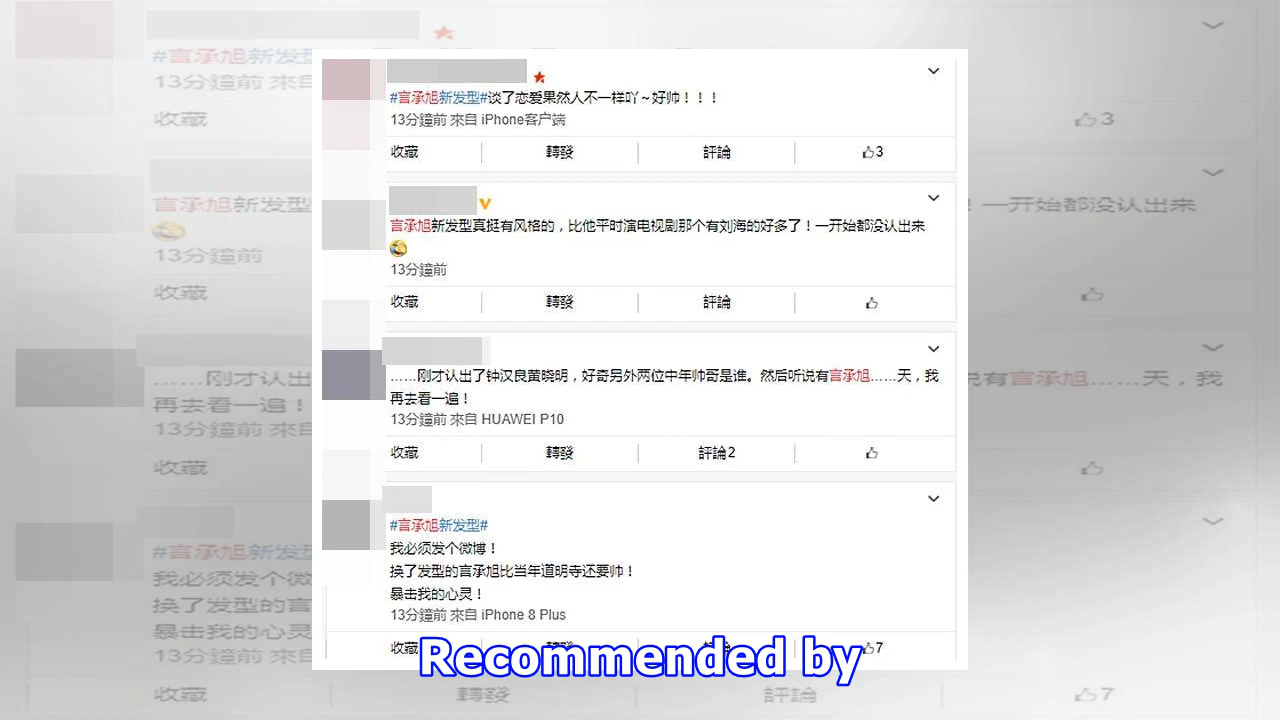 #言承旭新发型#谈了恋爱果然人不一样吖～好帅！！！
13分鐘前 來自 iPhone客户端
收藏 轉發 評論 3
言承旭新发型真挺有风格的，比他平时演电视剧那个有刘海的好多了！一开始都没认出来
13分鐘前
收藏 轉發 評論
……刚才认出了钟汉良黄晓明，好奇另外两位中年帅哥是谁。然后听说有言承旭……天，我
再去看一遍！
13分鐘前 來自 HUAWEI P10
收藏 轉發 評論2
#言承旭新发型#
我必须发个微博！
换了发型的言承旭比当年道明寺还要帅！
暴击我的心灵！
13分鐘前 來自 iPhone 8 Plus
收藏 轉發 評論 7
Recommended by